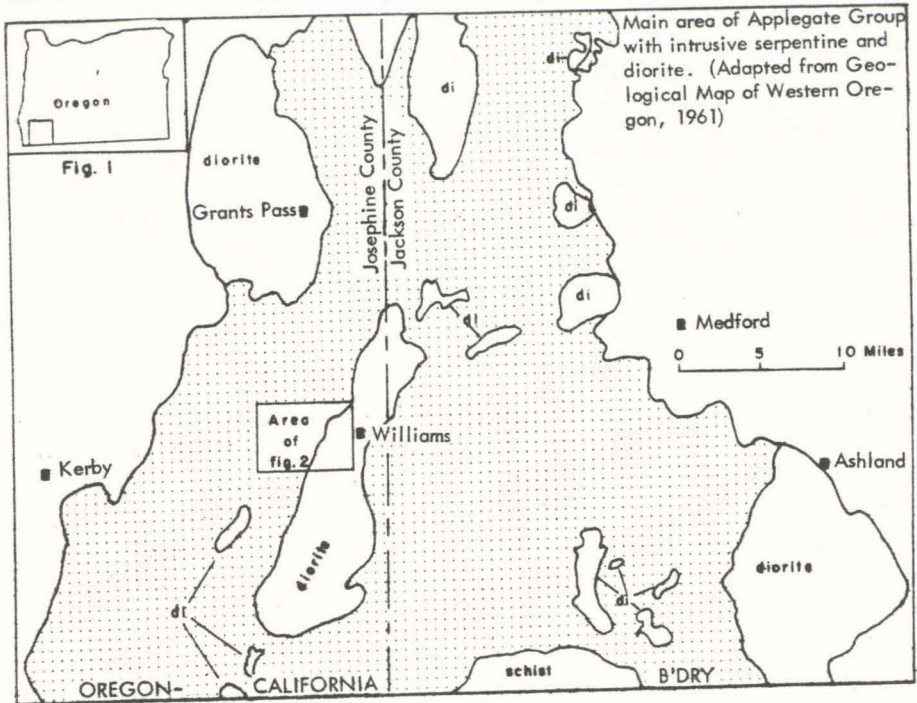 Main area of Applegate Group
with intrusive serpentine and
diorite. (Adapted from Geo-
logical Map of Western Ore-
gon, 1961)
Oregon
Fig. 1
di
di
diorite
Grants Pass
Josephine County
Jackson County
di
di
di
Medford
0 5 10 Miles
Area
of
fig. 2
Williams
Kerby
Ashland
diorite
diorite
di
di
schist
OREGON- CALIFORNIA B'DRY